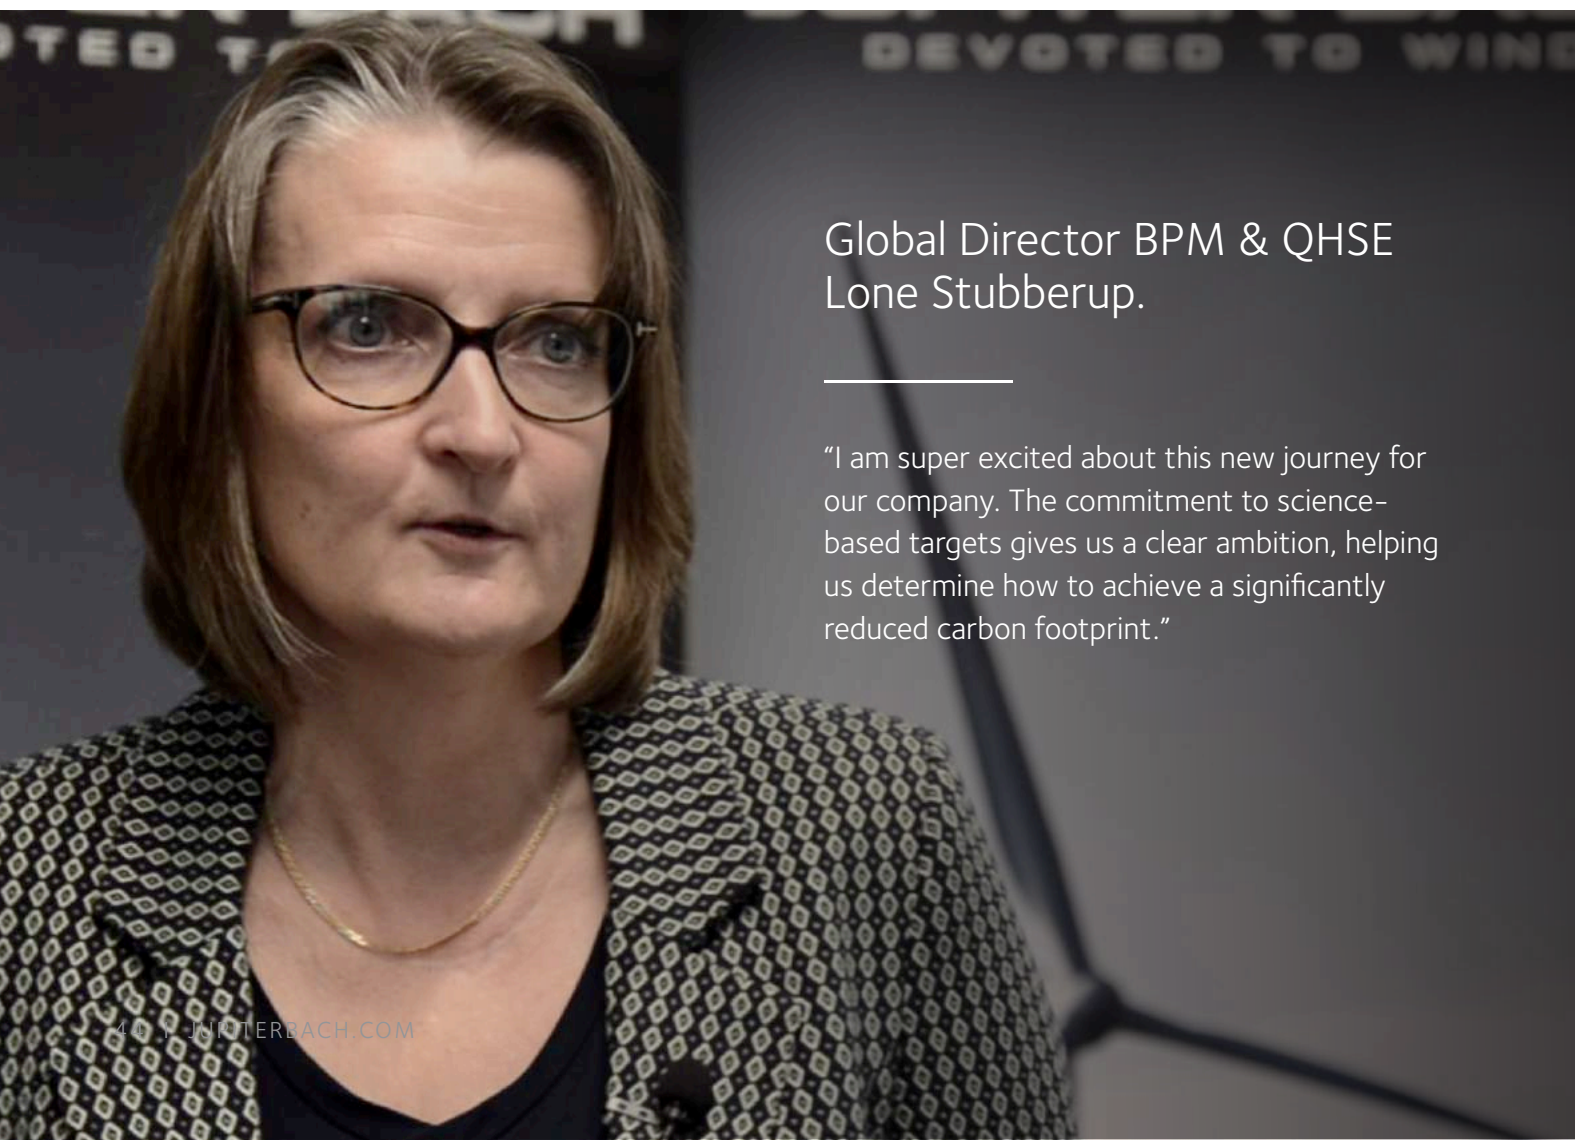 DEVOTED TO WIND
Global Director BPM & QHSE
Lone Stubberup.
“I am super excited about this new journey for
our company. The commitment to science-
based targets gives us a clear ambition, helping
us determine how to achieve a significantly
reduced carbon footprint.”
44 | JUPITERBACH.COM